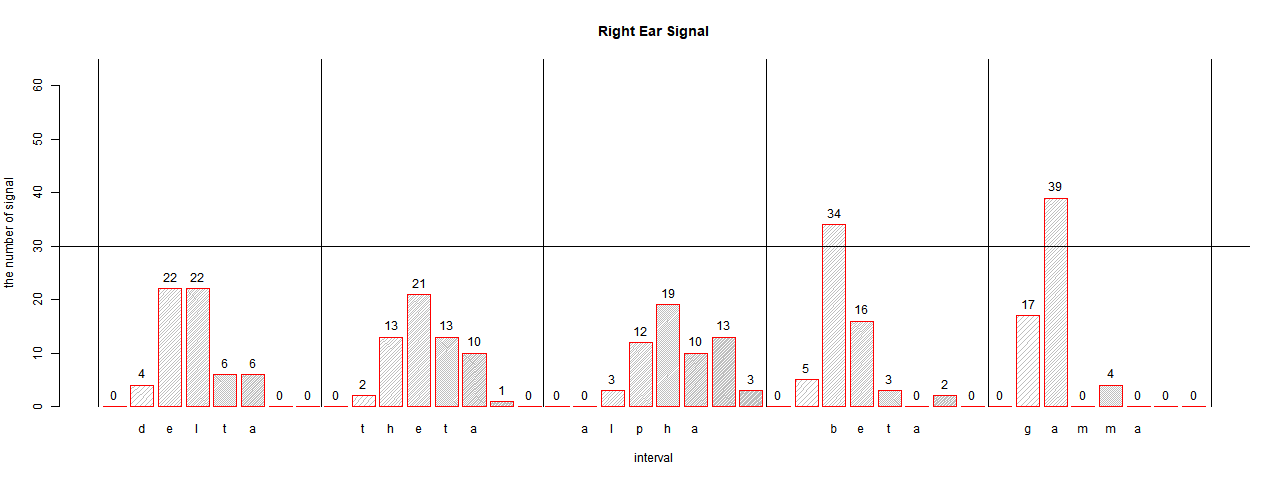 Right Ear Signal
the number of signal
60
50
40
30
20
10
0
0 4 22 22 6 6 0 0
0 2 13 21 13 10 1 0
0 0 3 12 19 10 13 3
0 5 34 16 3 0 2 0
0 17 39 0 4 0 0 0
d e l t a
t h e t a
a l p h a
b e t a
g a m m a
interval